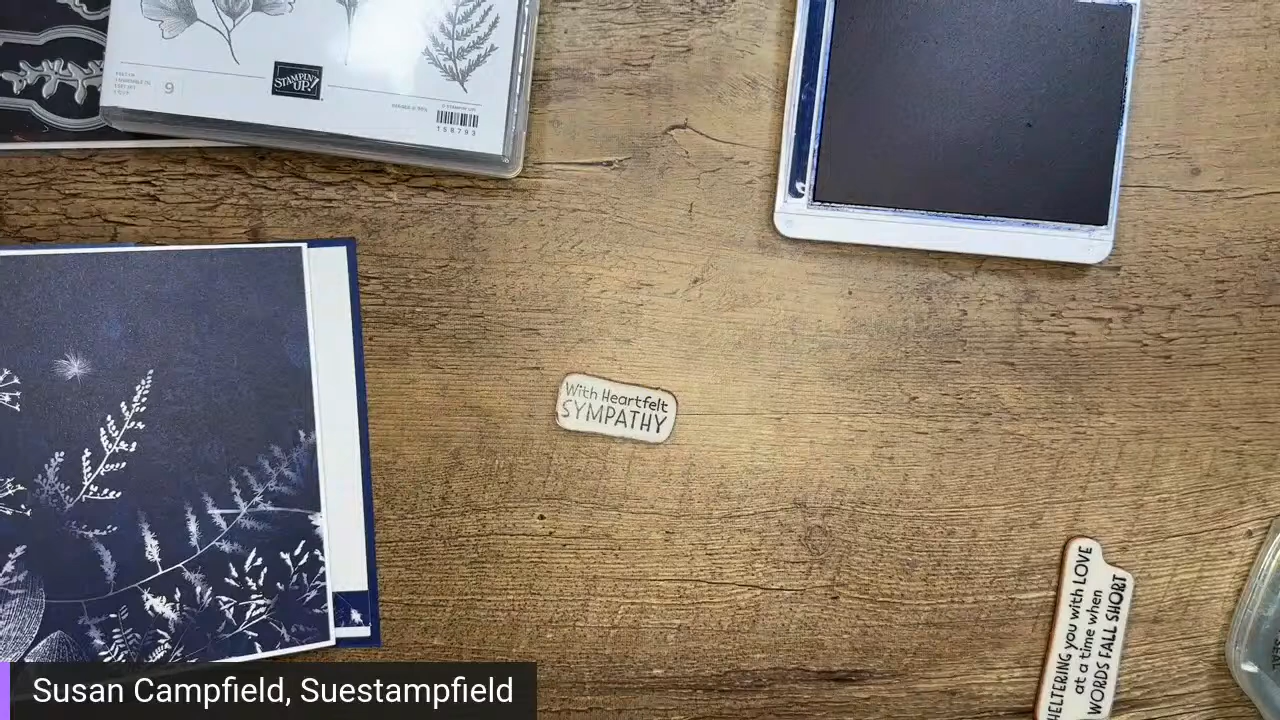 9
STAMPIN'
UP!
158793
With Heartfelt
SYMPATHY
SHELTERING you with LOVE
at a time when
WORDS FALL SHORT
Susan Campfield, Suestampfield